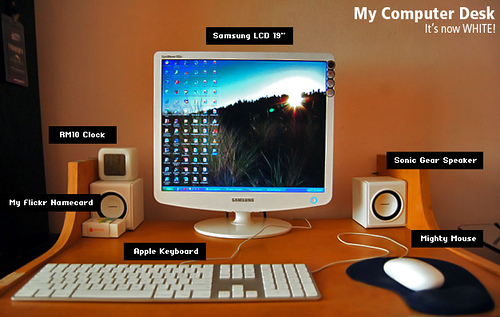 My Computer Desk
It's now WHITE!
Samsung LCD 19"
RM10 Clock
Sonic Gear Speaker
My Flickr Namecard
Mighty Mouse
Apple Keyboard
SAMSUNG